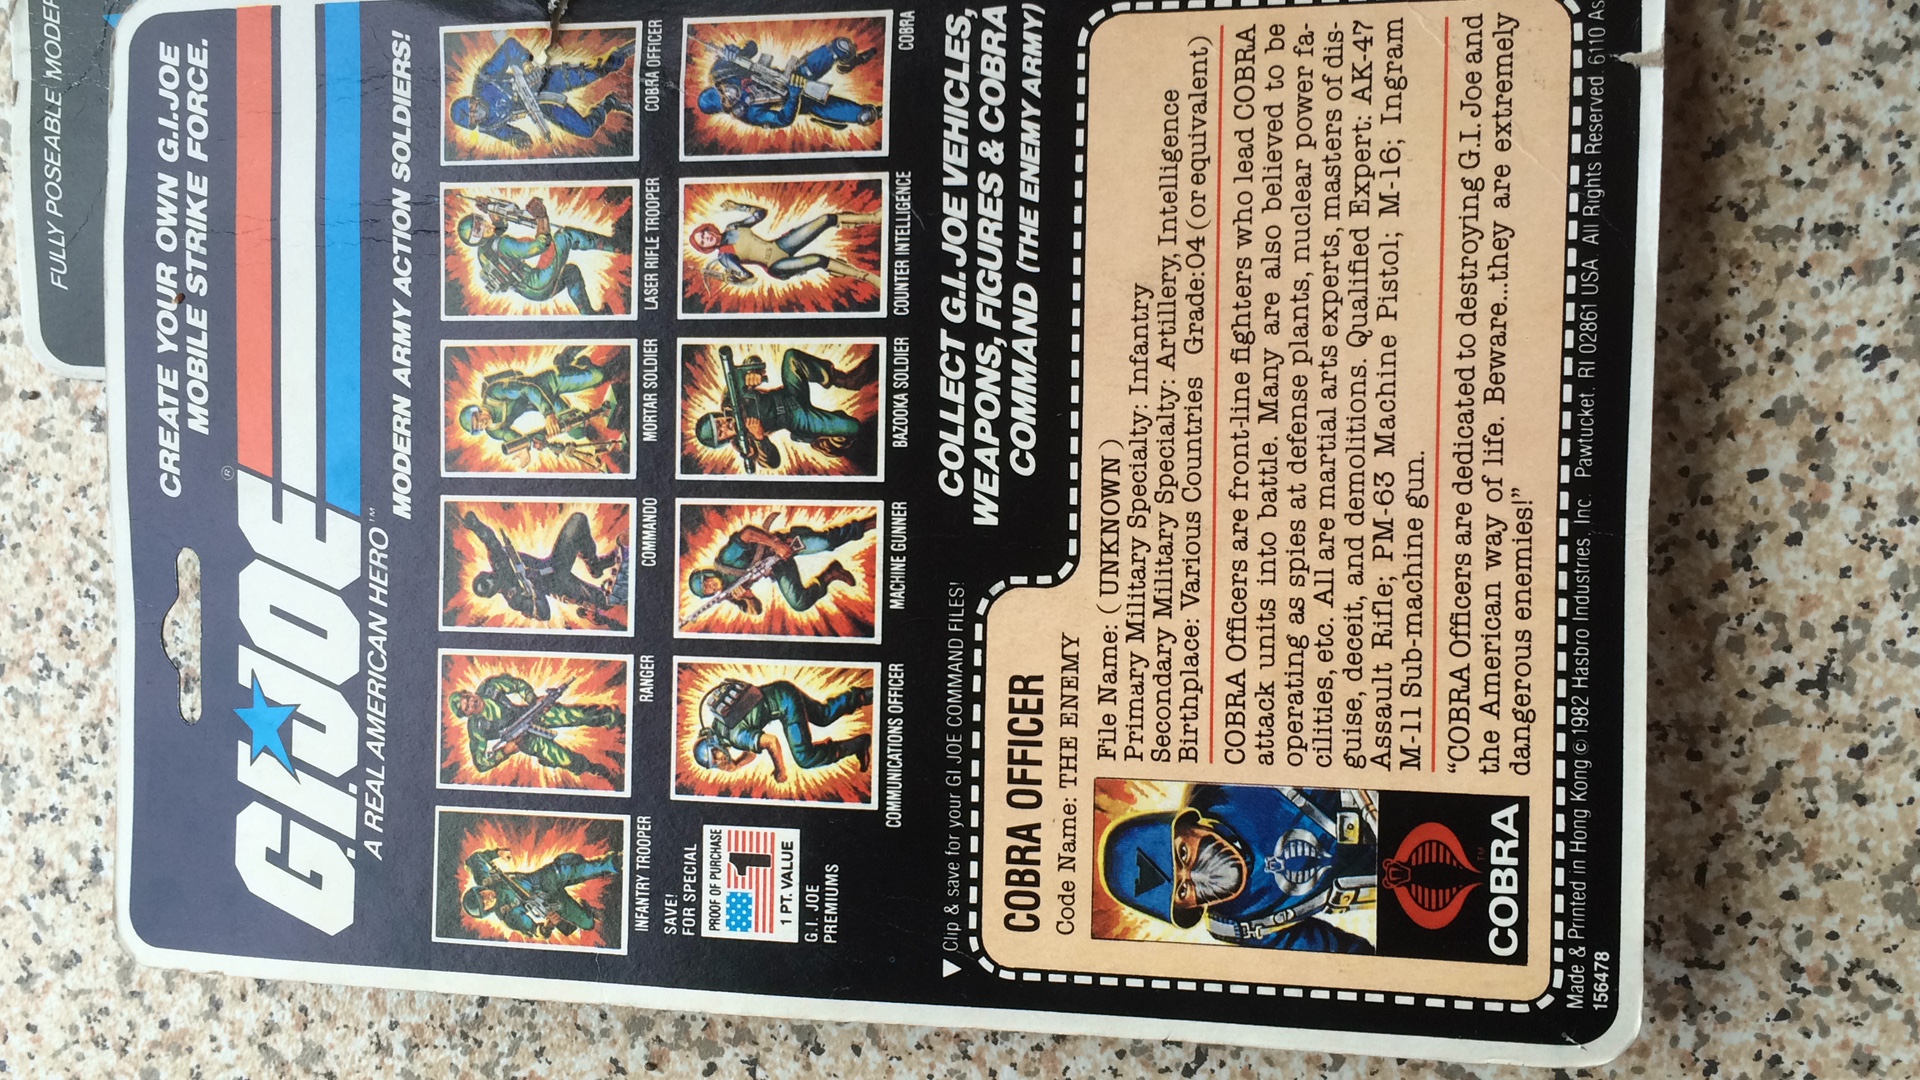 FULLY POSEABLE MODER
CREATE YOUR OWN G.I. JOE
MOBILE STRIKE FORCE.
G.I. JOE ®
A REAL AMERICAN HERO™
MODERN ARMY ACTION SOLDIERS!
INFANTRY TROOPER
RANGER
COMMANDO
MORTAR SOLDIER
LASER RIFLE TROOPER
COBRA OFFICER
SAVE!
FOR SPECIAL
PROOF OF PURCHASE
1
1 PT. VALUE
G.I. JOE
PREMIUMS
COMMUNICATIONS OFFICER
MACHINE GUNNER
BAZOOKA SOLDIER
COUNTER INTELLIGENCE
COBRA
COLLECT G.I. JOE VEHICLES,
WEAPONS, FIGURES & COBRA
COMMAND (THE ENEMY ARMY)
Clip & save for your GI JOE COMMAND FILES!
COBRA OFFICER
Code Name: THE ENEMY
File Name: (UNKNOWN)
Primary Military Specialty: Infantry
Secondary Military Specialty: Artillery, Intelligence
Birthplace: Various Countries Grade:04 (or equivalent)
COBRA Officers are front-line fighters who lead COBRA
attack units into battle. Many are also believed to be
operating as spies at defense plants, nuclear power fa-
cilities, etc. All are martial arts experts, masters of dis-
guise, deceit, and demolitions. Qualified Expert: AK-47
Assault Rifle; PM-63 Machine Pistol; M-16; Ingram
M-11 Sub-machine gun.
"COBRA Officers are dedicated to destroying G.I. Joe and
the American way of life. Beware...they are extremely
dangerous enemies!"
COBRA™
Made & Printed in Hong Kong © 1982 Hasbro Industries, Inc. Pawtucket. RI 02861 USA. All Rights Reserved. 6110 As
156478